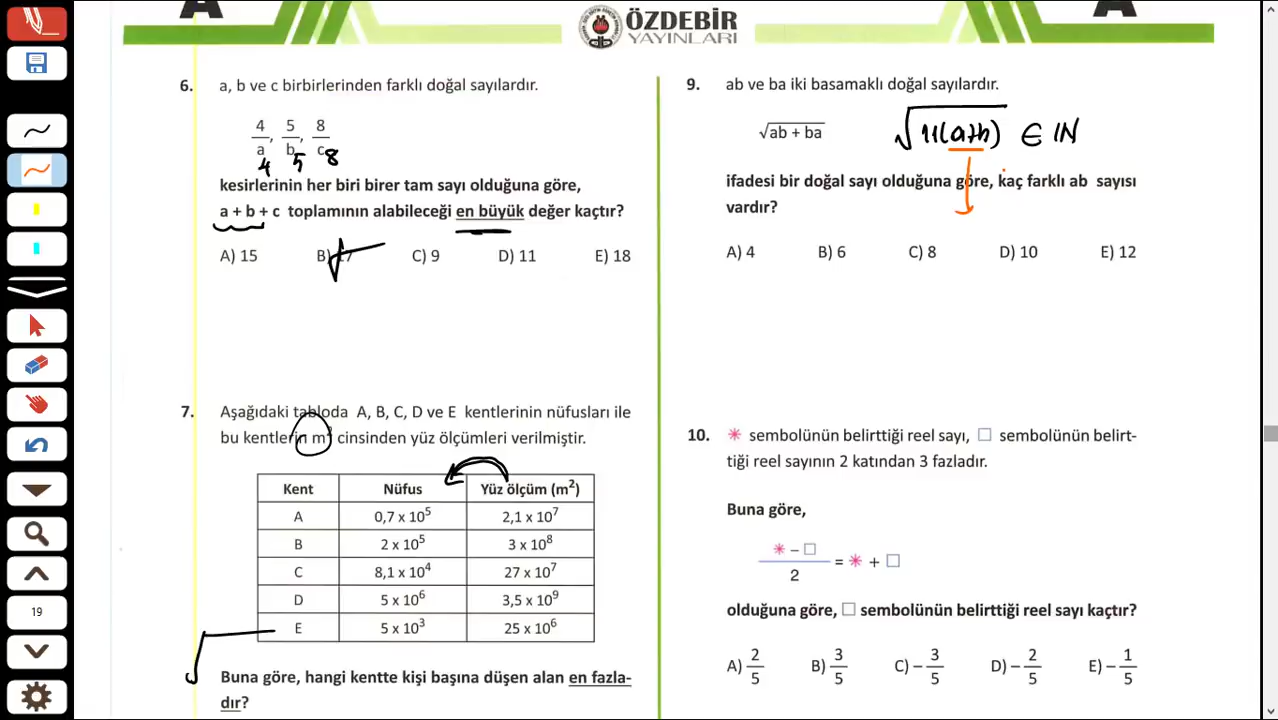 ÖZDEBİR
YAYINLARI
6. a, b ve c birbirlerinden farklı doğal sayılardır.
4/a, 5/b, 8/c
4 5 8
kesirlerinin her biri birer tam sayı olduğuna göre,
a + b + c toplamının alabileceği en büyük değer kaçtır?
A) 15 B) 17 C) 9 D) 11 E) 18
7. Aşağıdaki tabloda A, B, C, D ve E kentlerinin nüfusları ile
bu kentlerin m² cinsinden yüz ölçümleri verilmiştir.
Kent Nüfus Yüz ölçüm (m²)
A 0,7 x 10⁵ 2,1 x 10⁷
B 2 x 10⁵ 3 x 10⁸
C 8,1 x 10⁴ 27 x 10⁷
D 5 x 10⁶ 3,5 x 10⁹
E 5 x 10³ 25 x 10⁶
Buna göre, hangi kentte kişi başına düşen alan en fazla-
dır?
9. ab ve ba iki basamaklı doğal sayılardır.
√ab + ba
√11(a+b) ∈ IN
ifadesi bir doğal sayı olduğuna göre, kaç farklı ab sayısı
vardır?
A) 4 B) 6 C) 8 D) 10 E) 12
10. ✳ sembolünün belirttiği reel sayı, □ sembolünün belirt-
tiği reel sayının 2 katından 3 fazladır.
Buna göre,
✳ – □
2
= ✳ + □
olduğuna göre, □ sembolünün belirttiği reel sayı kaçtır?
A) 2/5 B) 3/5 C) –3/5 D) –2/5 E) –1/5
19